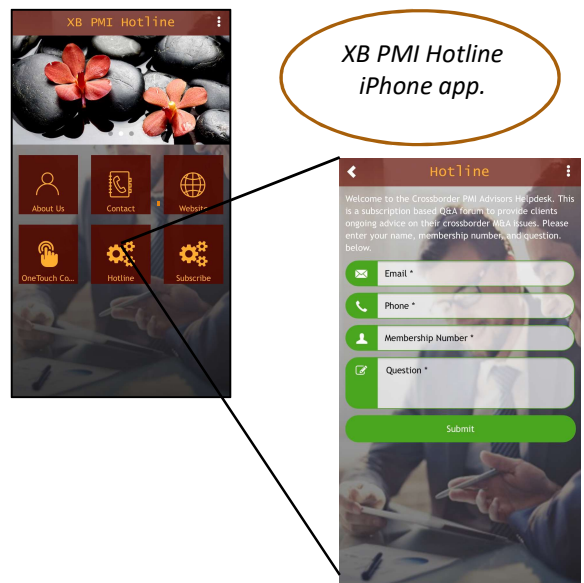 XB PMI Hotline
About Us
Contact
Website
OneTouch Co...
Hotline
Subscribe
XB PMI Hotline
iPhone app.
Hotline
Welcome to the Crossborder PMI Advisors Helpdesk. This
is a subscription based Q&A forum to provide clients
ongoing advice on their crossborder M&A issues. Please
enter your name, membership number, and question.
below.
Email *
Phone *
Membership Number *
Question *
Submit